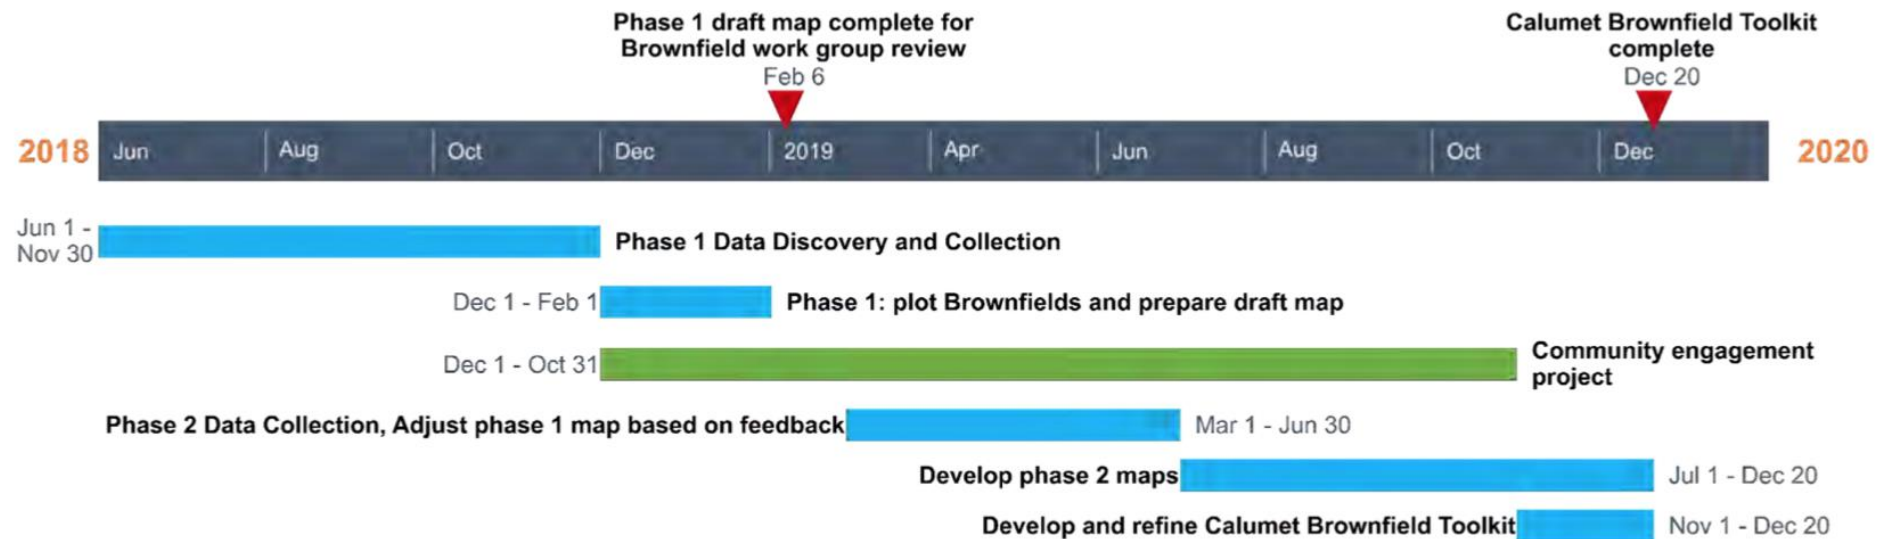 Phase 1 draft map complete for
Brownfield work group review
Feb 6
Calumet Brownfield Toolkit
complete
Dec 20
2018 Jun Aug Oct Dec 2019 Apr Jun Aug Oct Dec 2020
Jun 1 -
Nov 30
Phase 1 Data Discovery and Collection
Dec 1 - Feb 1 Phase 1: plot Brownfields and prepare draft map
Dec 1 - Oct 31
Community engagement
project
Phase 2 Data Collection, Adjust phase 1 map based on feedback Mar 1 - Jun 30
Develop phase 2 maps Jul 1 - Dec 20
Develop and refine Calumet Brownfield Toolkit Nov 1 - Dec 20